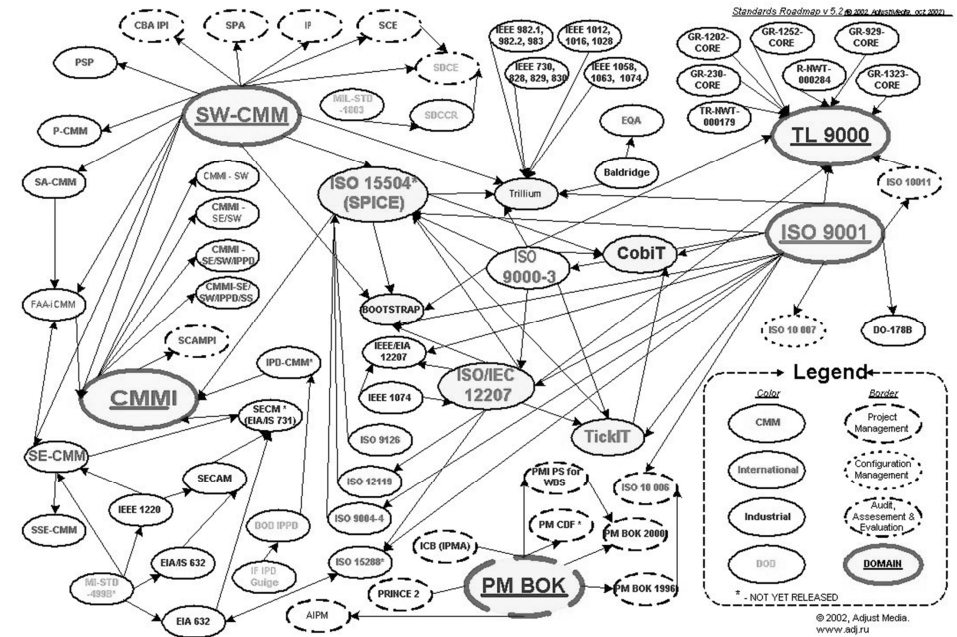 Standards Roadmap v 5.2 (© 2002, AdjustMedia, oct 2002)
CBA IPI
SPA
IP
SCE
IEEE 982.1,
982.2, 983
IEEE 1012,
1016, 1028
GR-1202-
CORE
GR-1252-
CORE
GR-929-
CORE
PSP
SDCE
IEEE 730,
828, 829, 830
IEEE 1058,
1063, 1074
GR-230-
CORE
R-NWT-
000284
GR-1323-
CORE
MIL-STD
-1803
SDCCR
SW-CMM
TR-NWT-
000179
P-CMM
EQA
TL 9000
Baldridge
SA-CMM
CMMI - SW
ISO 15504*
(SPICE)
Trillium
ISO 10011
CMMI -
SE/SW
ISO 9001
CMMI -
SE/SW/IPPD
ISO
9000-3
CobiT
CMMI-SE/
SW/IPPD/SS
FAA-iCMM
BOOTSTRAP
ISO 10 007
DO-178B
SCAMPI
IEEE/EIA
12207
IPD-CMM*
CMMI
ISO/IEC
12207
IEEE 1074
SECM *
(EIA/IS 731)
ISO 9126
TickIT
SE-CMM
SECAM
ISO 12119
PMI PS for
WDS
ISO 10 006
IEEE 1220
SSE-CMM
DOD IPPD
ISO 9004-4
PM CDF *
PM BOK 2000
ICB (IPMA)
EIA/IS 632
ISO 15288*
MI-STD
-499B*
IF IPD
Guige
PRINCE 2
PM BOK
PM BOK 1996
EIA 632
AIPM
Legend
Color
Border
CMM
Project
Management
International
Configuration
Management
Industrial
Audit,
Assesement &
Evaluation
DOD
DOMAIN
* - NOT YET RELEASED
© 2002, Adjust Media.
www.adj.ru